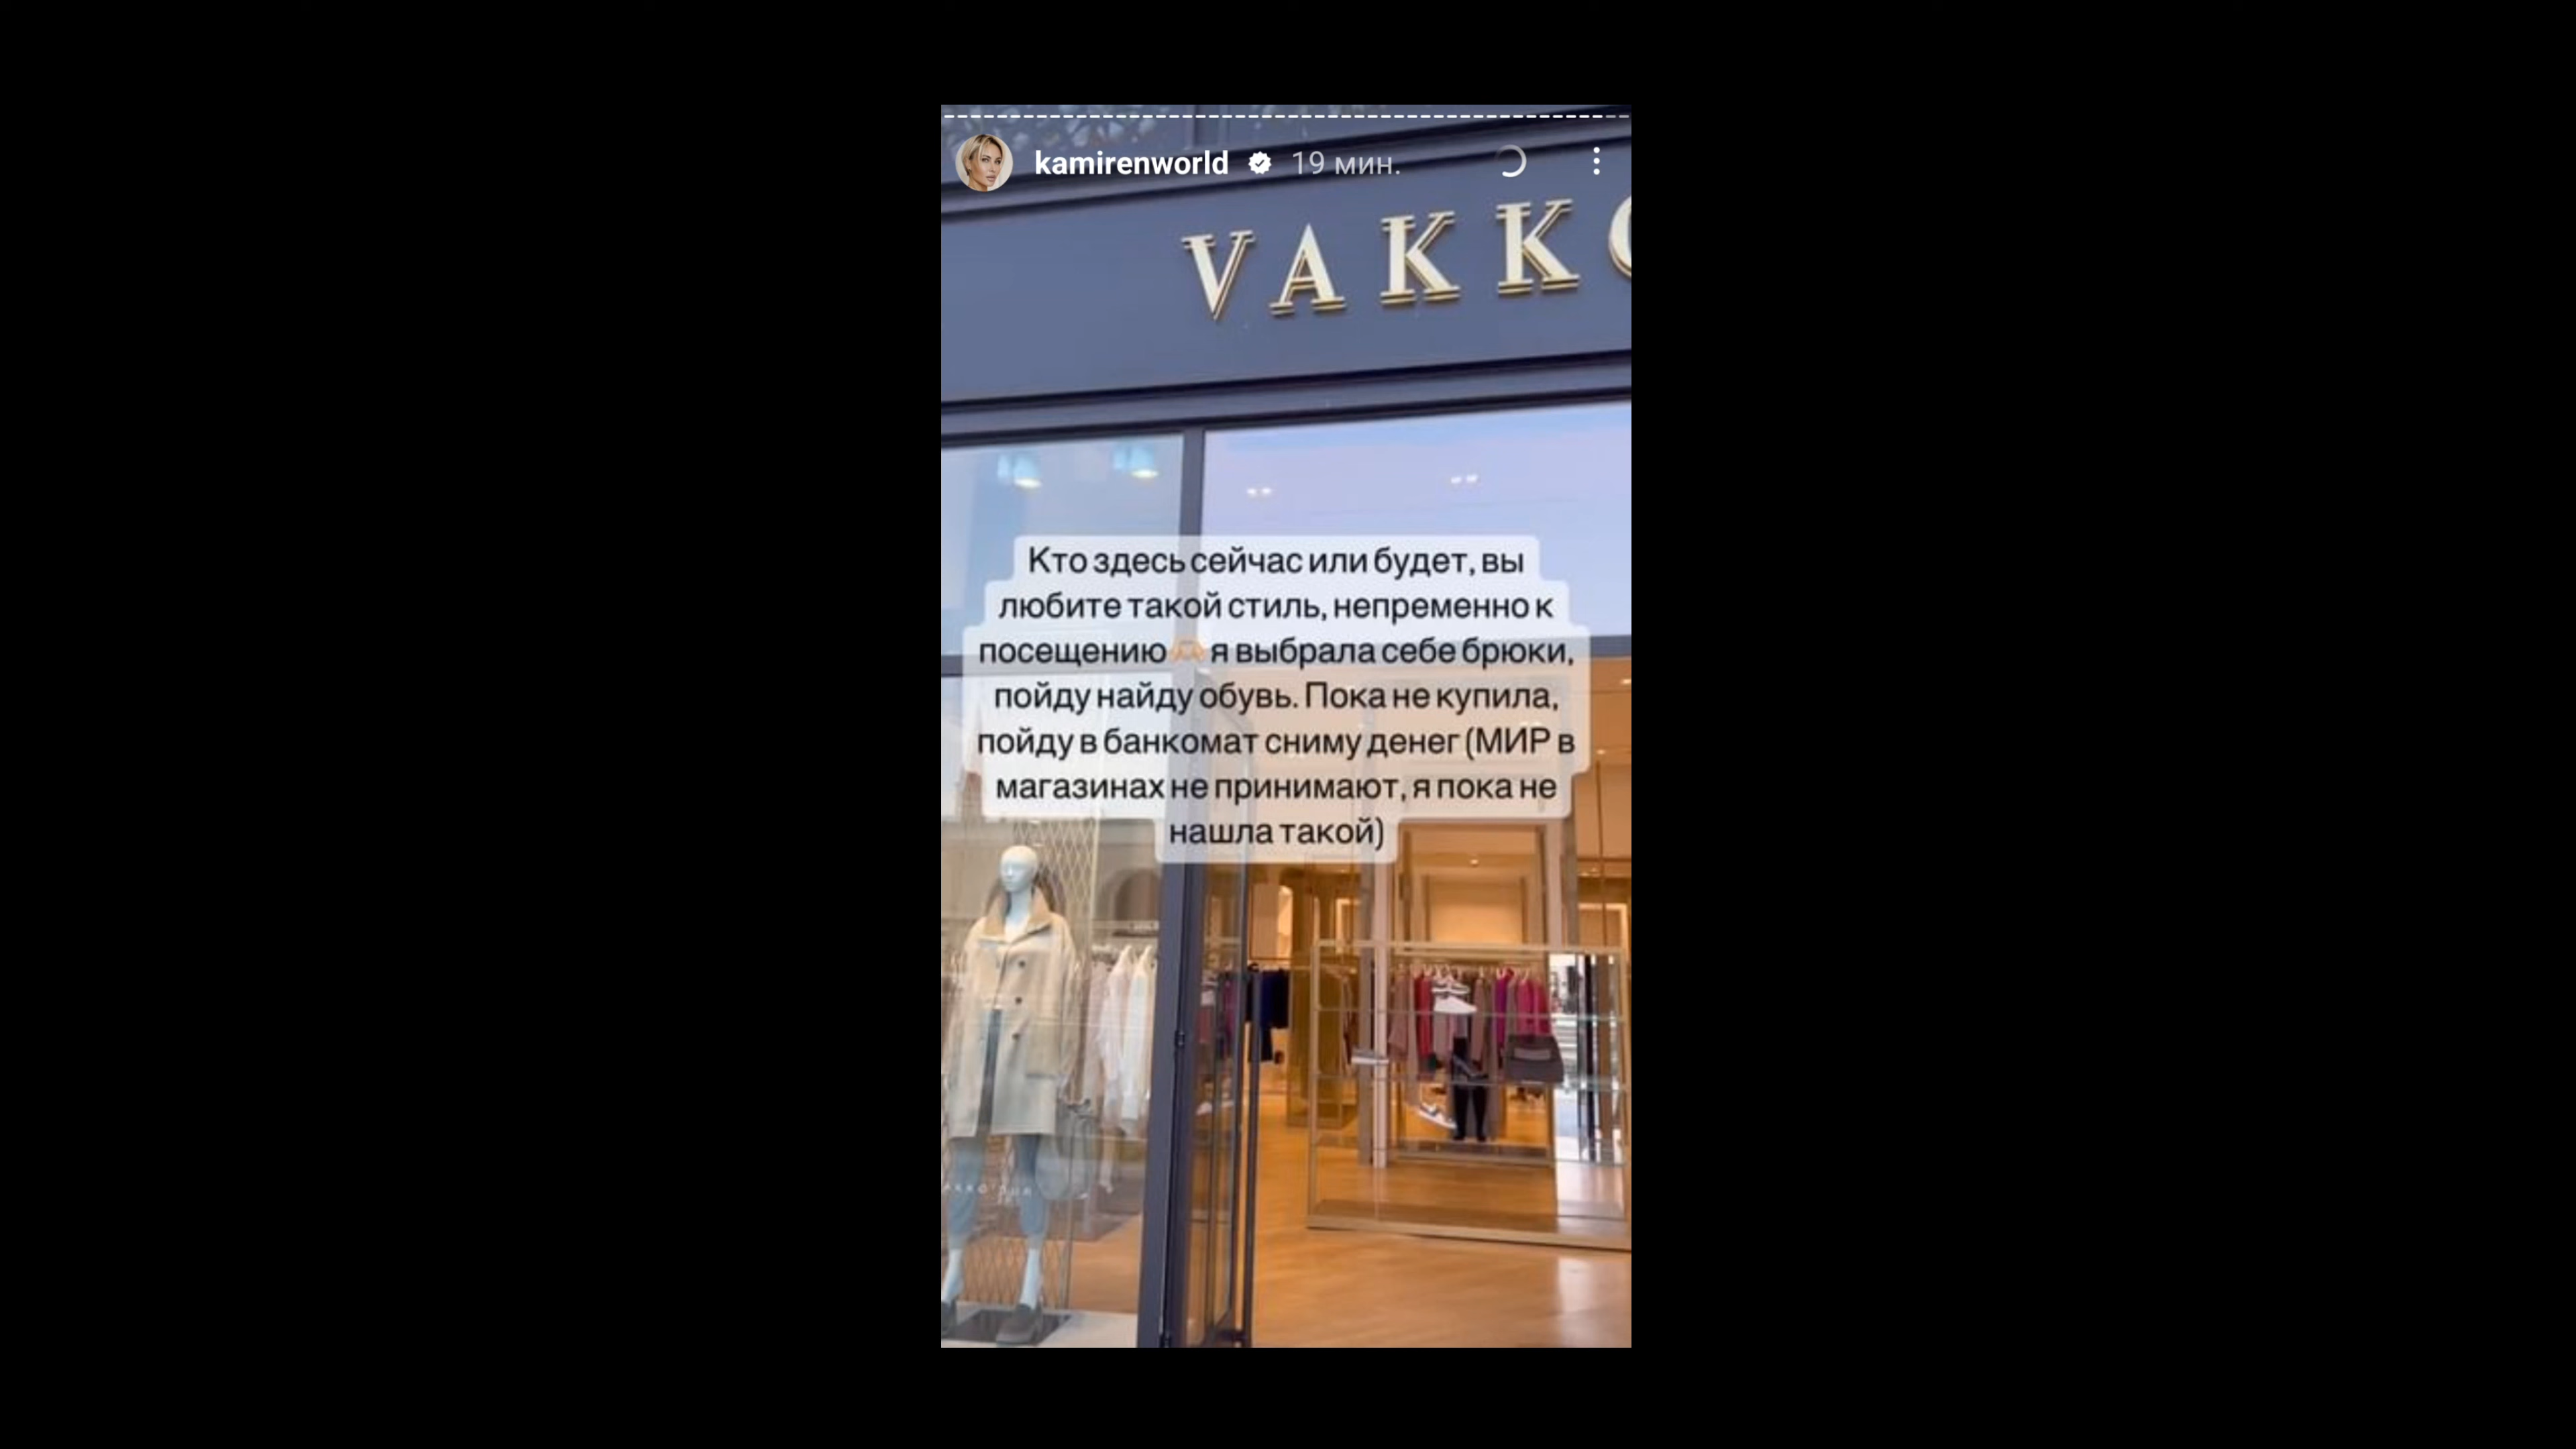 kamirenworld 19 мин.
VAKKO
Кто здесь сейчас или будет, вы
любите такой стиль, непременно к
посещению🫶🏼 я выбрала себе брюки,
пойду найду обувь. Пока не купила,
пойду в банкомат сниму денег (МИР в
магазинах не принимают, я пока не
нашла такой)